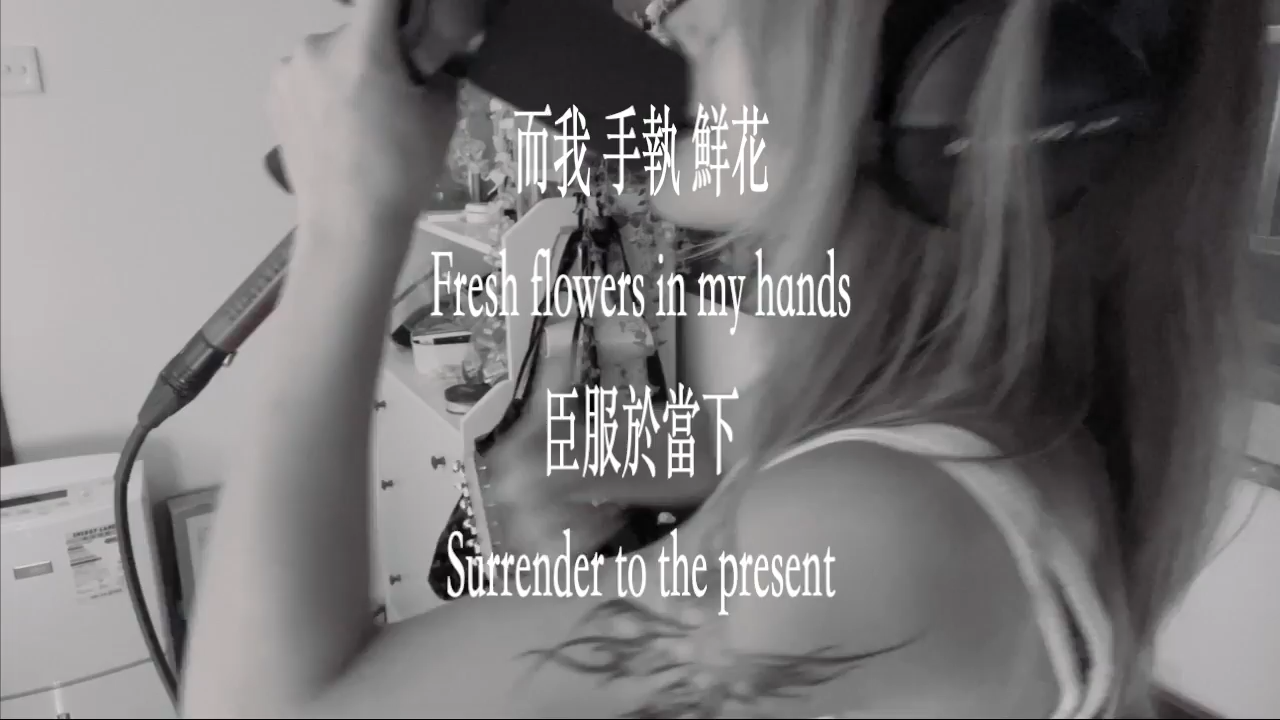 而我 手執 鮮花
Fresh flowers in my hands
臣服於當下
Surrender to the present